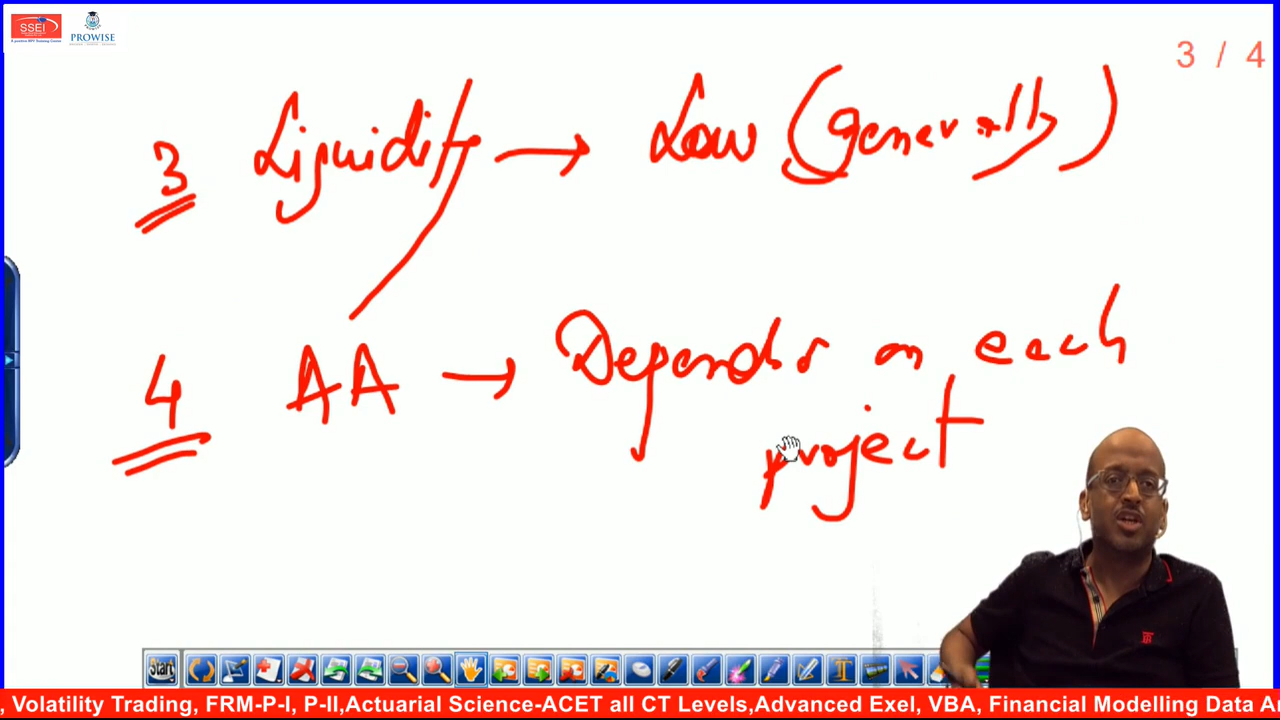 SSEI
PROWISE
3 / 4
3 Liquidity → Low (generally)
4 AA → Depends on each
project
Start
, Volatility Trading, FRM-P-I, P-II,Actuarial Science-ACET all CT Levels,Advanced Exel, VBA, Financial Modelling Data A